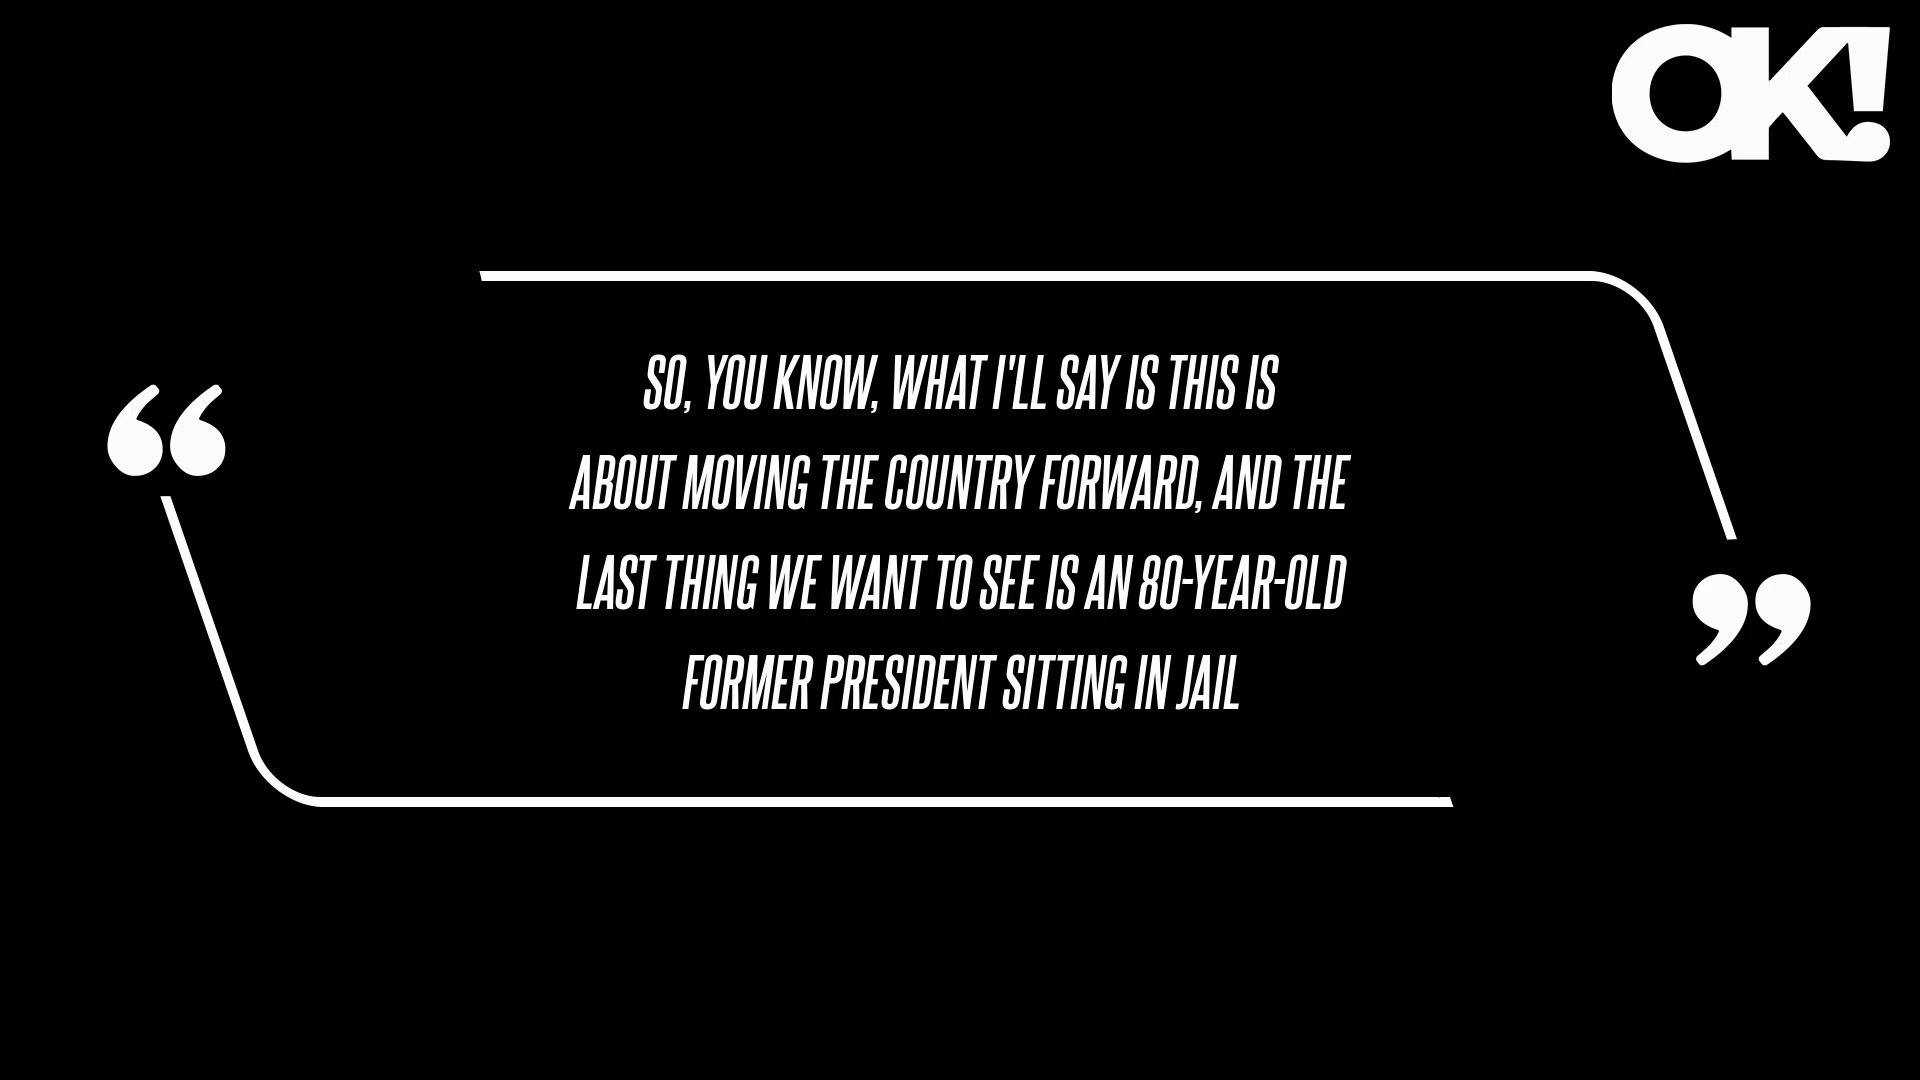 OK!
“
SO, YOU KNOW, WHAT I'LL SAY IS THIS IS
ABOUT MOVING THE COUNTRY FORWARD, AND THE
LAST THING WE WANT TO SEE IS AN 80-YEAR-OLD
FORMER PRESIDENT SITTING IN JAIL
”